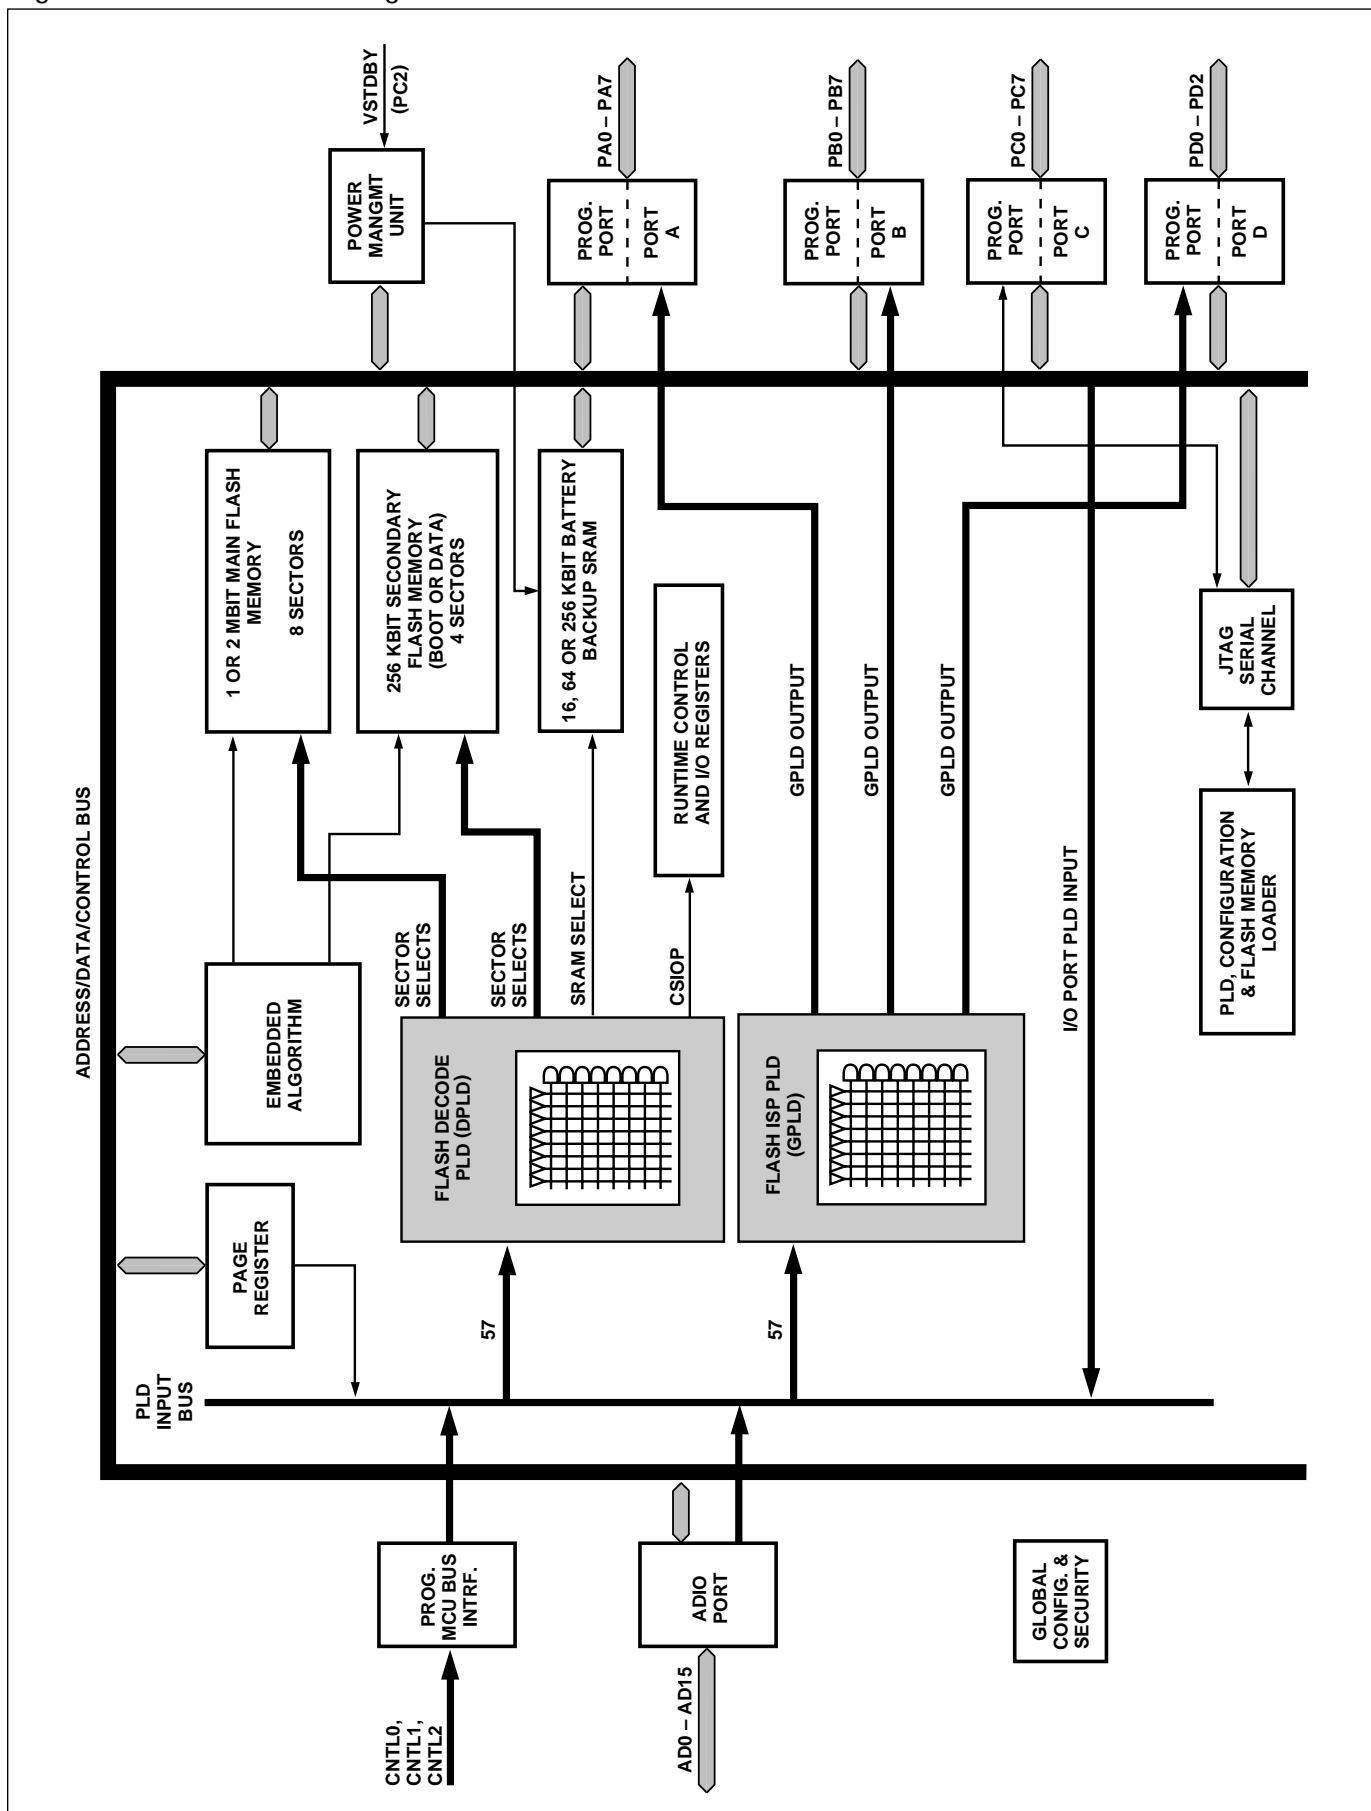 ADDRESS/DATA/CONTROL BUS
CNTL0,
CNTL1,
CNTL2
PROG.
MCU BUS
INTRF.
AD0 – AD15
ADIO
PORT
GLOBAL
CONFIG. &
SECURITY
PLD
INPUT
BUS
PAGE
REGISTER
EMBEDDED
ALGORITHM
57
57
FLASH DECODE
PLD (DPLD)
FLASH ISP PLD
(GPLD)
SECTOR
SELECTS
SECTOR
SELECTS
SRAM SELECT
CSIOP
1 OR 2 MBIT MAIN FLASH
MEMORY
8 SECTORS
256 KBIT SECONDARY
FLASH MEMORY
(BOOT OR DATA)
4 SECTORS
16, 64 OR 256 KBIT BATTERY
BACKUP SRAM
RUNTIME CONTROL
AND I/O REGISTERS
GPLD OUTPUT
GPLD OUTPUT
GPLD OUTPUT
I/O PORT PLD INPUT
PLD, CONFIGURATION
& FLASH MEMORY
LOADER
JTAG
SERIAL
CHANNEL
VSTDBY
(PC2)
POWER
MANGMT
UNIT
PA0 – PA7
PROG.
PORT
PORT
A
PB0 – PB7
PROG.
PORT
PORT
B
PC0 – PC7
PROG.
PORT
PORT
C
PD0 – PD2
PROG.
PORT
PORT
D